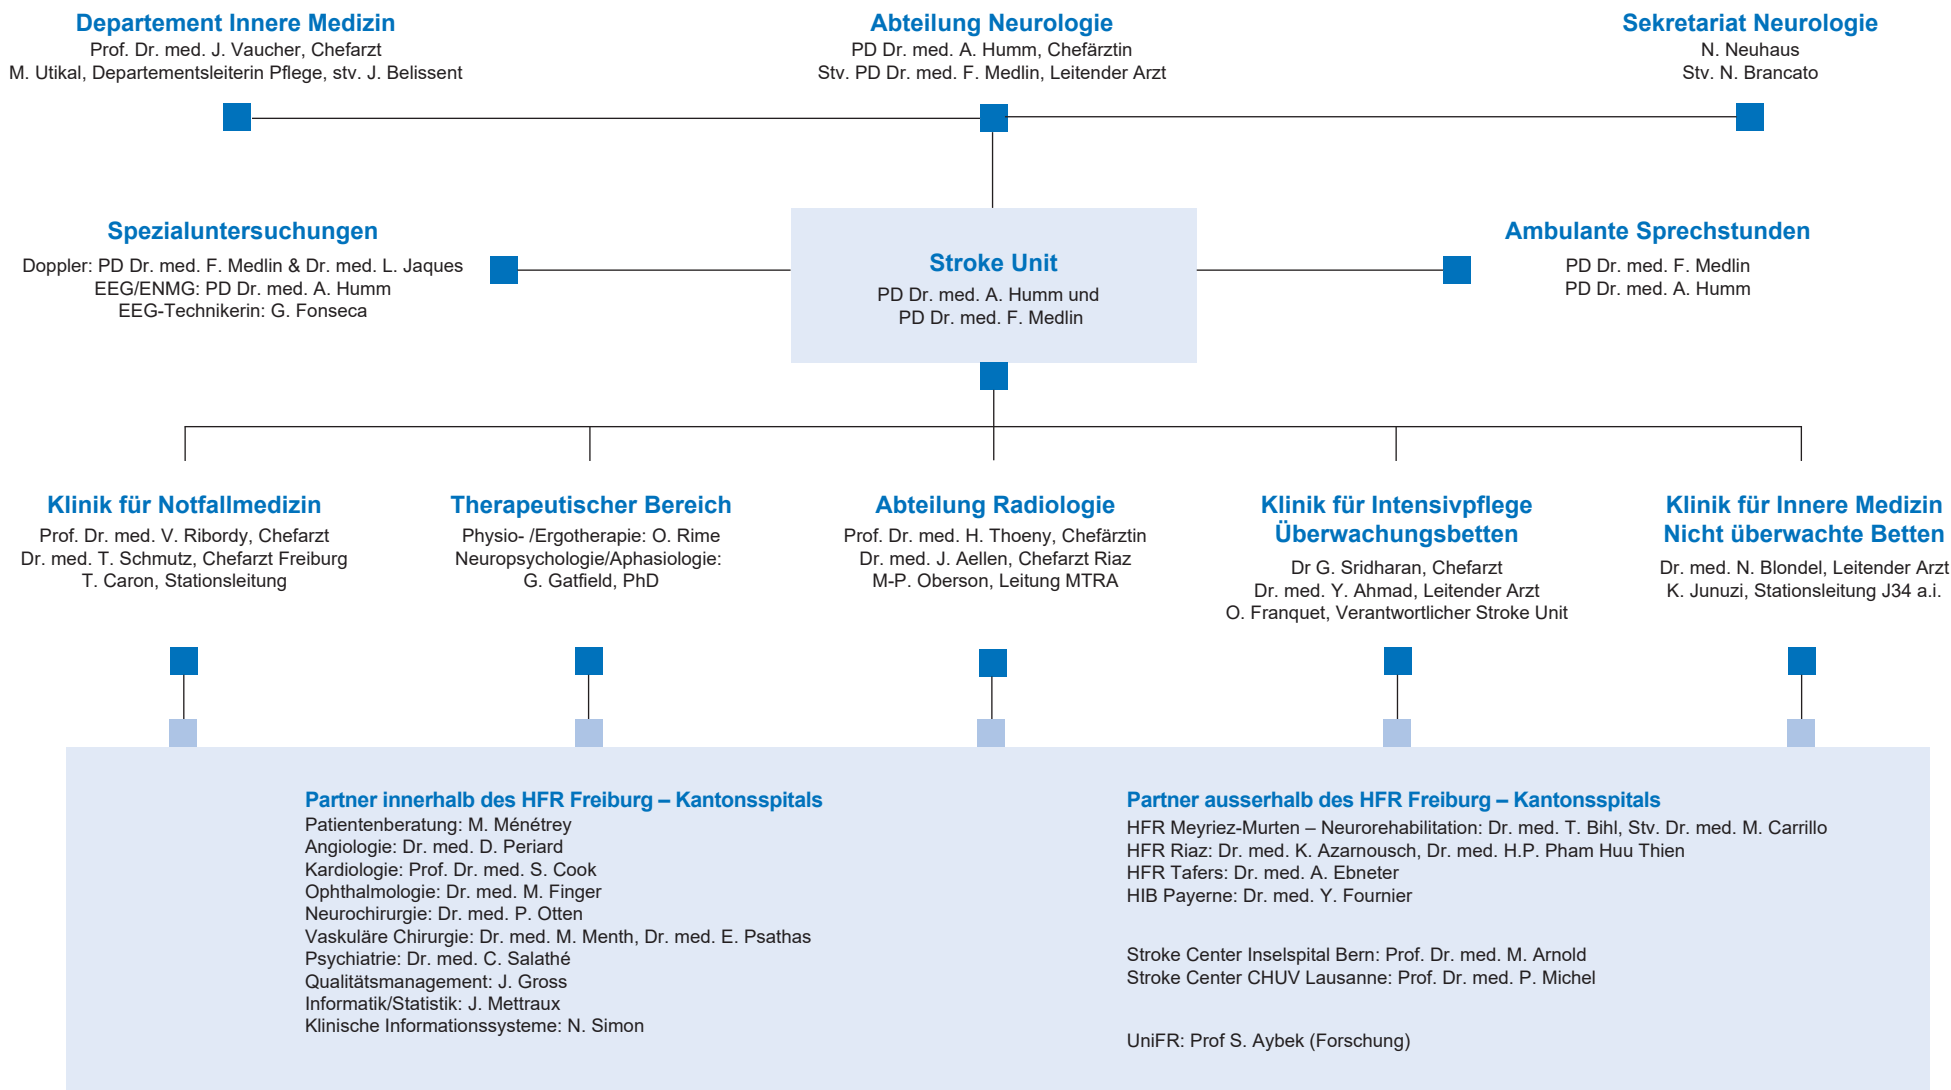 Departement Innere Medizin
Prof. Dr. med. J. Vaucher, Chefarzt
M. Utikal, Departementsleiterin Pflege, stv. J. Belissent
Abteilung Neurologie
PD Dr. med. A. Humm, Chefärztin
Stv. PD Dr. med. F. Medlin, Leitender Arzt
Sekretariat Neurologie
N. Neuhaus
Stv. N. Brancato
Spezialuntersuchungen
Doppler: PD Dr. med. F. Medlin & Dr. med. L. Jaques
EEG/ENMG: PD Dr. med. A. Humm
EEG-Technikerin: G. Fonseca
Stroke Unit
PD Dr. med. A. Humm und
PD Dr. med. F. Medlin
Ambulante Sprechstunden
PD Dr. med. F. Medlin
PD Dr. med. A. Humm
Klinik für Notfallmedizin
Prof. Dr. med. V. Ribordy, Chefarzt
Dr. med. T. Schmutz, Chefarzt Freiburg
T. Caron, Stationsleitung
Therapeutischer Bereich
Physio- /Ergotherapie: O. Rime
Neuropsychologie/Aphasiologie:
G. Gatfield, PhD
Abteilung Radiologie
Prof. Dr. med. H. Thoeny, Chefärztin
Dr. med. J. Aellen, Chefarzt Riaz
M-P. Oberson, Leitung MTRA
Klinik für Intensivpflege
Überwachungsbetten
Dr G. Sridharan, Chefarzt
Dr. med. Y. Ahmad, Leitender Arzt
O. Franquet, Verantwortlicher Stroke Unit
Klinik für Innere Medizin
Nicht überwachte Betten
Dr. med. N. Blondel, Leitender Arzt
K. Junuzi, Stationsleitung J34 a.i.
Partner innerhalb des HFR Freiburg – Kantonsspitals
Patientenberatung: M. Ménétrey
Angiologie: Dr. med. D. Periard
Kardiologie: Prof. Dr. med. S. Cook
Ophthalmologie: Dr. med. M. Finger
Neurochirurgie: Dr. med. P. Otten
Vaskuläre Chirurgie: Dr. med. M. Menth, Dr. med. E. Psathas
Psychiatrie: Dr. med. C. Salathé
Qualitätsmanagement: J. Gross
Informatik/Statistik: J. Mettraux
Klinische Informationssysteme: N. Simon
Partner ausserhalb des HFR Freiburg – Kantonsspitals
HFR Meyriez-Murten – Neurorehabilitation: Dr. med. T. Bihl, Stv. Dr. med. M. Carrillo
HFR Riaz: Dr. med. K. Azarnousch, Dr. med. H.P. Pham Huu Thien
HFR Tafers: Dr. med. A. Ebneter
HIB Payerne: Dr. med. Y. Fournier
Stroke Center Inselspital Bern: Prof. Dr. med. M. Arnold
Stroke Center CHUV Lausanne: Prof. Dr. med. P. Michel
UniFR: Prof S. Aybek (Forschung)